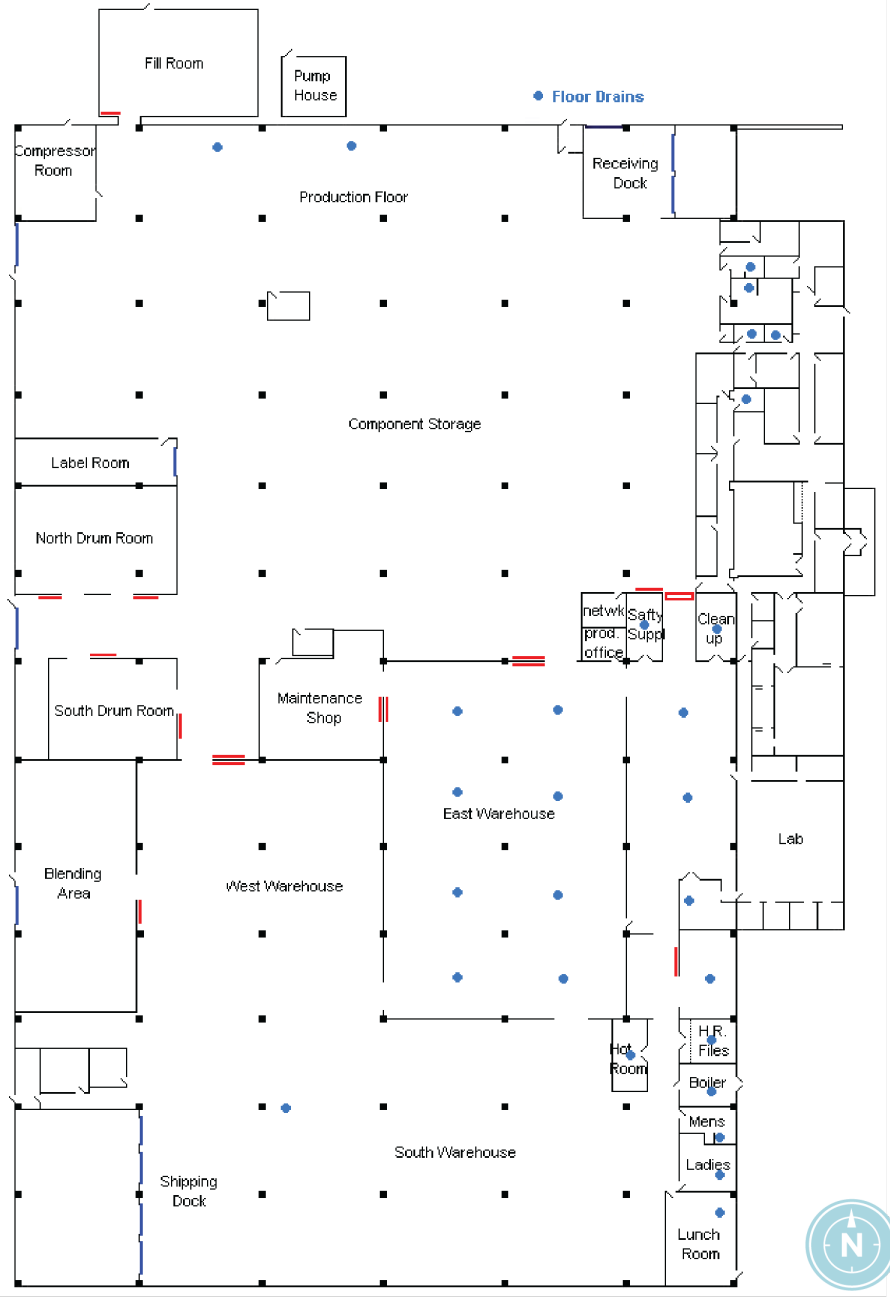 Fill Room
Pump
House
Floor Drains
Compressor
Room
Receiving
Dock
Production Floor
Component Storage
Label Room
North Drum Room
netwk
prod.
office
Safty
Suppl
Clean
up
South Drum Room
Maintenance
Shop
East Warehouse
Lab
Blending
Area
West Warehouse
H.R.
Files
Hot
Room
Boiler
Mens
South Warehouse
Ladies
Shipping
Dock
Lunch
Room
N